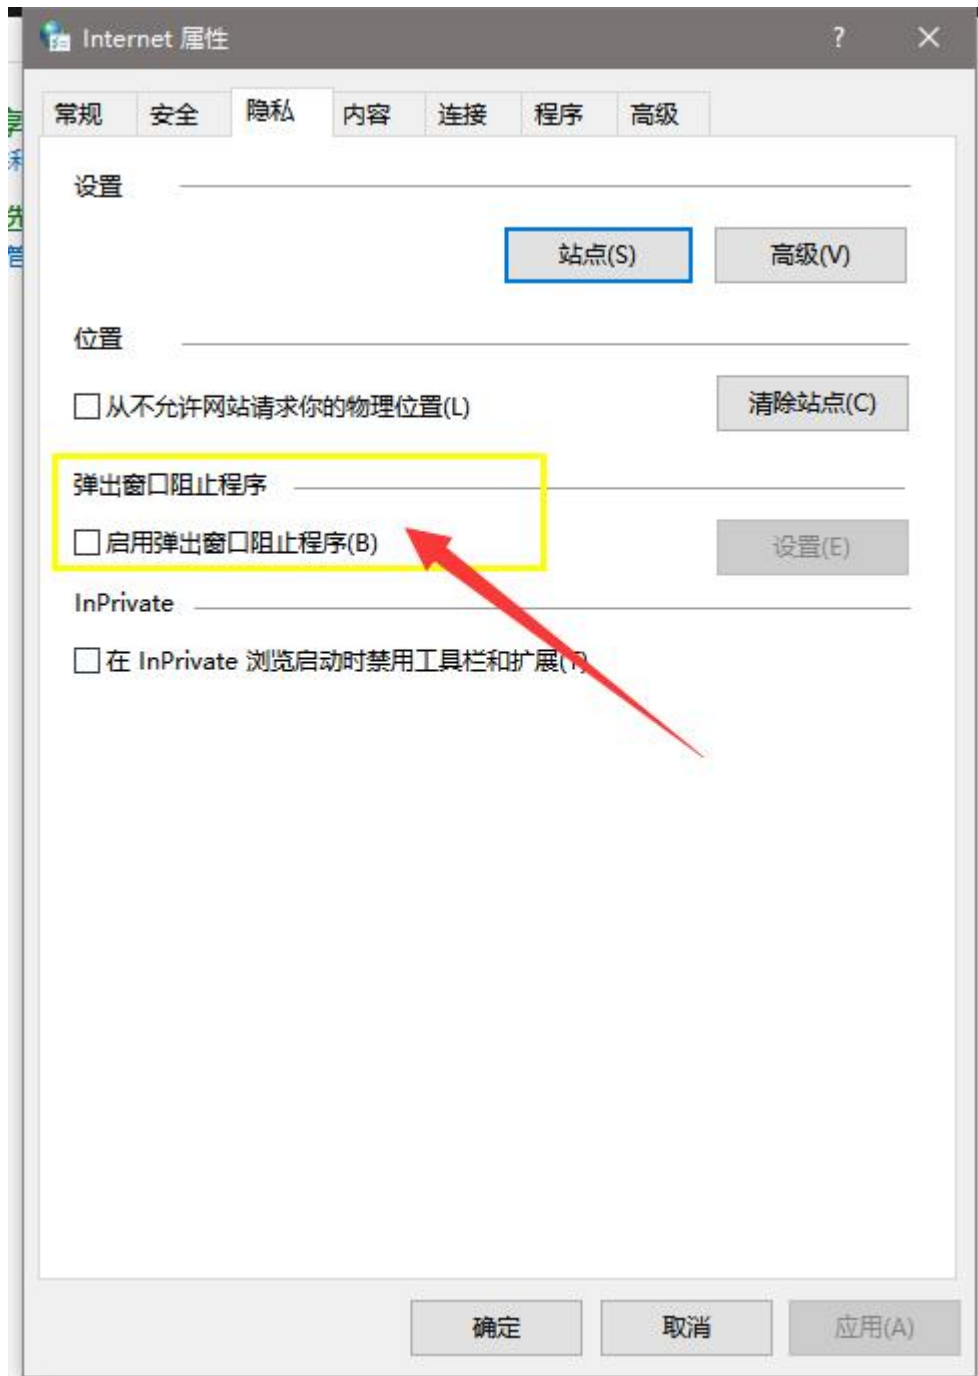 Internet 属性
常规 安全 隐私 内容 连接 程序 高级
设置
站点(S) 高级(V)
位置
从不允许网站请求你的物理位置(L) 清除站点(C)
弹出窗口阻止程序
启用弹出窗口阻止程序(B) 设置(E)
InPrivate
在 InPrivate 浏览启动时禁用工具栏和扩展(T)
确定 取消 应用(A)